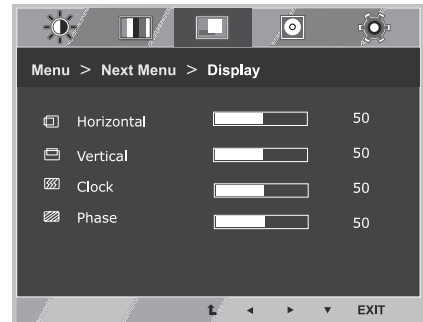 Menu > Next Menu > Display
Horizontal 50
Vertical 50
Clock 50
Phase 50
EXIT